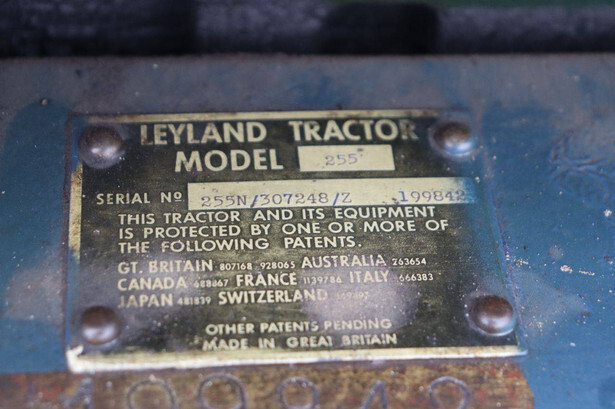 LEYLAND TRACTOR
MODEL 255
SERIAL Nº 255N/307248/Z 199842
THIS TRACTOR AND ITS EQUIPMENT
IS PROTECTED BY ONE OR MORE OF
THE FOLLOWING PATENTS.
GT. BRITAIN 807168 928065 AUSTRALIA 263654
CANADA 688867 FRANCE 1139786 ITALY 666383
JAPAN 481839 SWITZERLAND
OTHER PATENTS PENDING
MADE IN GREAT BRITAIN